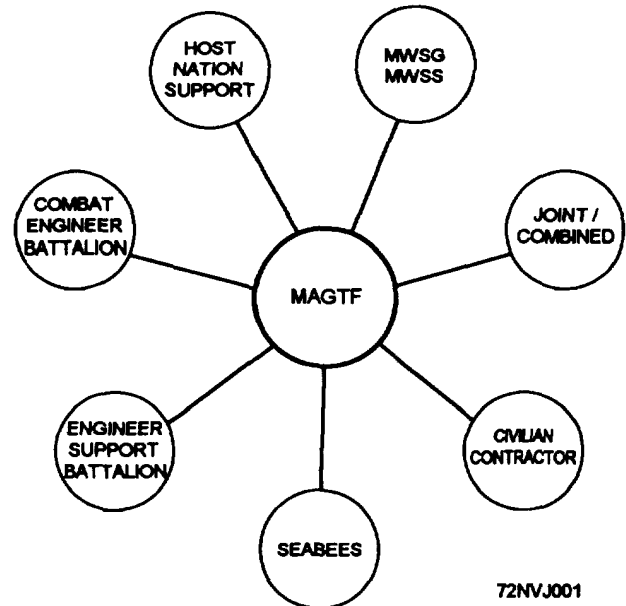 HOST
NATION
SUPPORT
MWSG
MWSS
COMBAT
ENGINEER
BATTALION
JOINT /
COMBINED
MAGTF
ENGINEER
SUPPORT
BATTALION
CIVILIAN
CONTRACTOR
SEABEES
72NVJ001